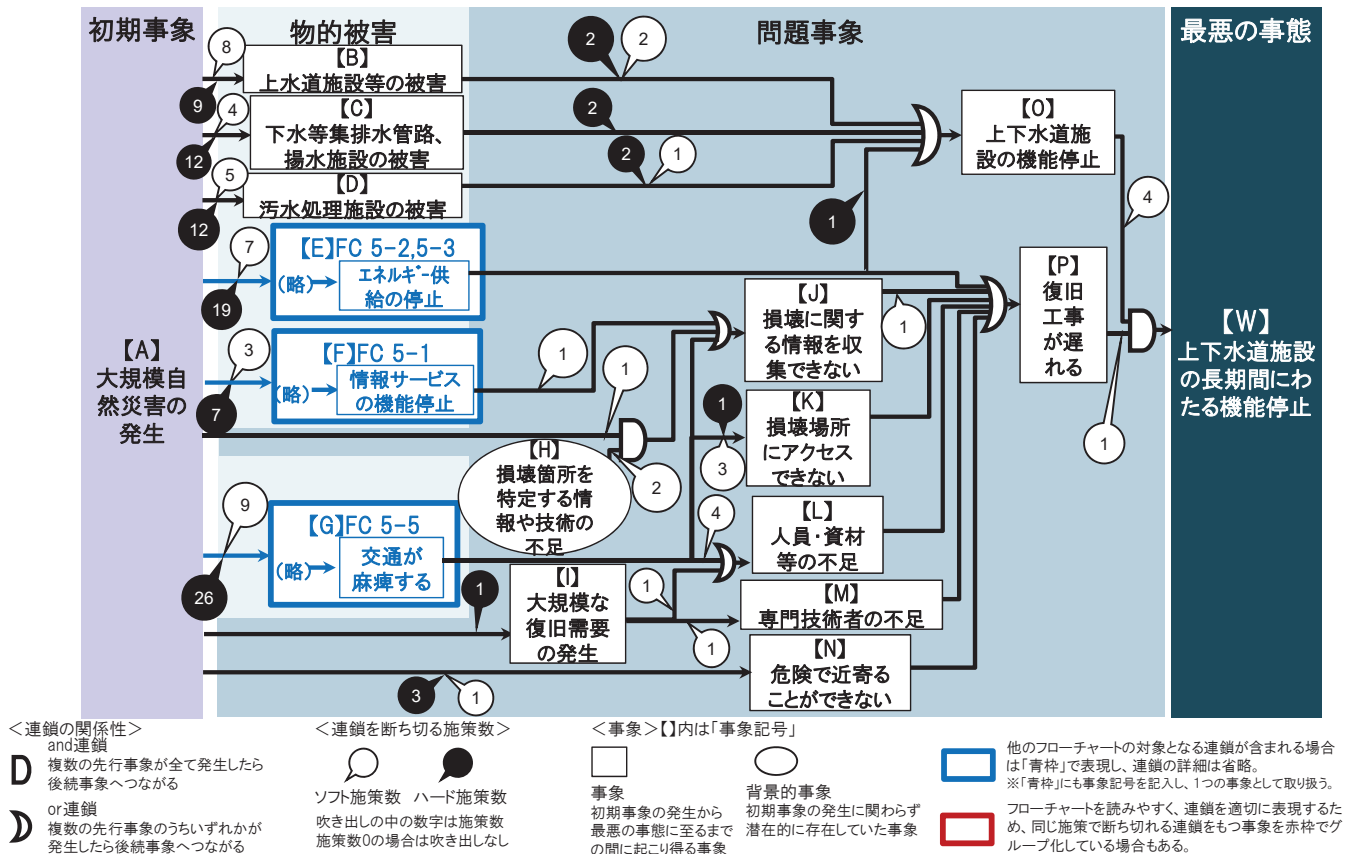 初期事象
物的被害
問題事象
最悪の事態
【A】
大規模自
然災害の
発生
8
9
【B】
上水道施設等の被害
4
12
【C】
下水等集排水管路、
揚水施設の被害
5
12
【D】
汚水処理施設の被害
7
19
【E】FC 5-2,5-3
(略)
エネルギー供
給の停止
3
7
【F】FC 5-1
(略)
情報サービス
の機能停止
9
26
【G】FC 5-5
(略)
交通が
麻痺する
2
2
2
2
1
1
1
1
2
【H】
損壊箇所を
特定する情
報や技術の
不足
1
【I】
大規模な
復旧需要
の発生
1
1
3
1
【J】
損壊に関す
る情報を収
集できない
1
1
3
【K】
損壊場所
にアクセス
できない
4
【L】
人員・資材
等の不足
【M】
専門技術者の不足
【N】
危険で近寄る
ことができない
【O】
上下水道施
設の機能停止
4
【P】
復旧
工事
が遅
れる
1
【W】
上下水道施設
の長期間にわ
たる機能停止
＜連鎖の関係性＞
and連鎖
複数の先行事象が全て発生したら
後続事象へつながる
or連鎖
複数の先行事象のうちいずれかが
発生したら後続事象へつながる
＜連鎖を断ち切る施策数＞
ソフト施策数 ハード施策数
吹き出しの中の数字は施策数
施策数0の場合は吹き出しなし
＜事象＞【】内は「事象記号」
事象
初期事象の発生から
最悪の事態に至るまで
の間に起こり得る事象
背景的事象
初期事象の発生に関わらず
潜在的に存在していた事象
他のフローチャートの対象となる連鎖が含まれる場合
は「青枠」で表現し、連鎖の詳細は省略。
※「青枠」にも事象記号を記入し、1つの事象として取り扱う。
フローチャートを読みやすく、連鎖を適切に表現するた
め、同じ施策で断ち切れる連鎖をもつ事象を赤枠でグ
ループ化している場合もある。